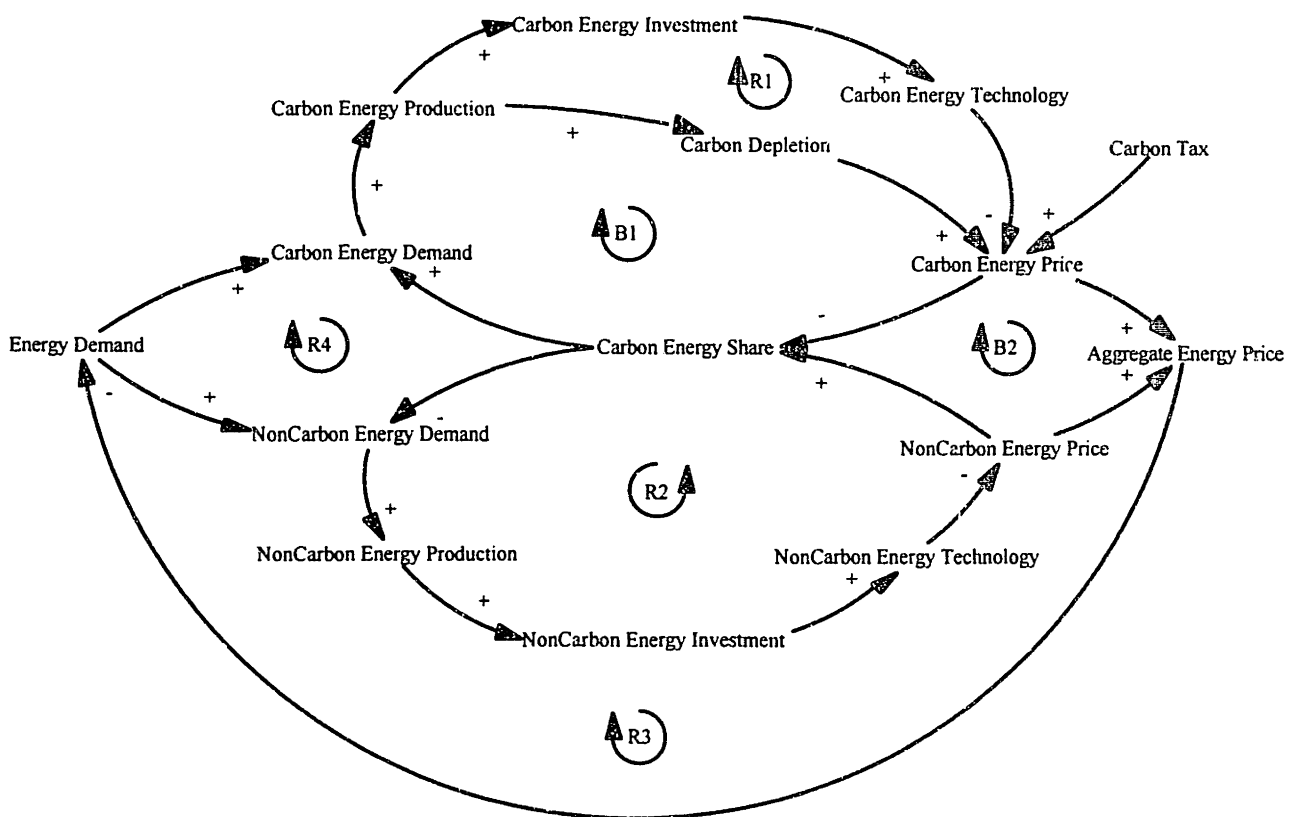 Carbon Energy Investment
+
R1
+
Carbon Energy Technology
Carbon Energy Production
+
Carbon Depletion
Carbon Tax
+
B1
-
+
+
Carbon Energy Demand
+
Carbon Energy Price
+
-
+
Energy Demand
R4
Carbon Energy Share
B2
Aggregate Energy Price
-
+
+
+
-
NonCarbon Energy Demand
NonCarbon Energy Price
R2
-
+
NonCarbon Energy Production
NonCarbon Energy Technology
+
+
NonCarbon Energy Investment
R3